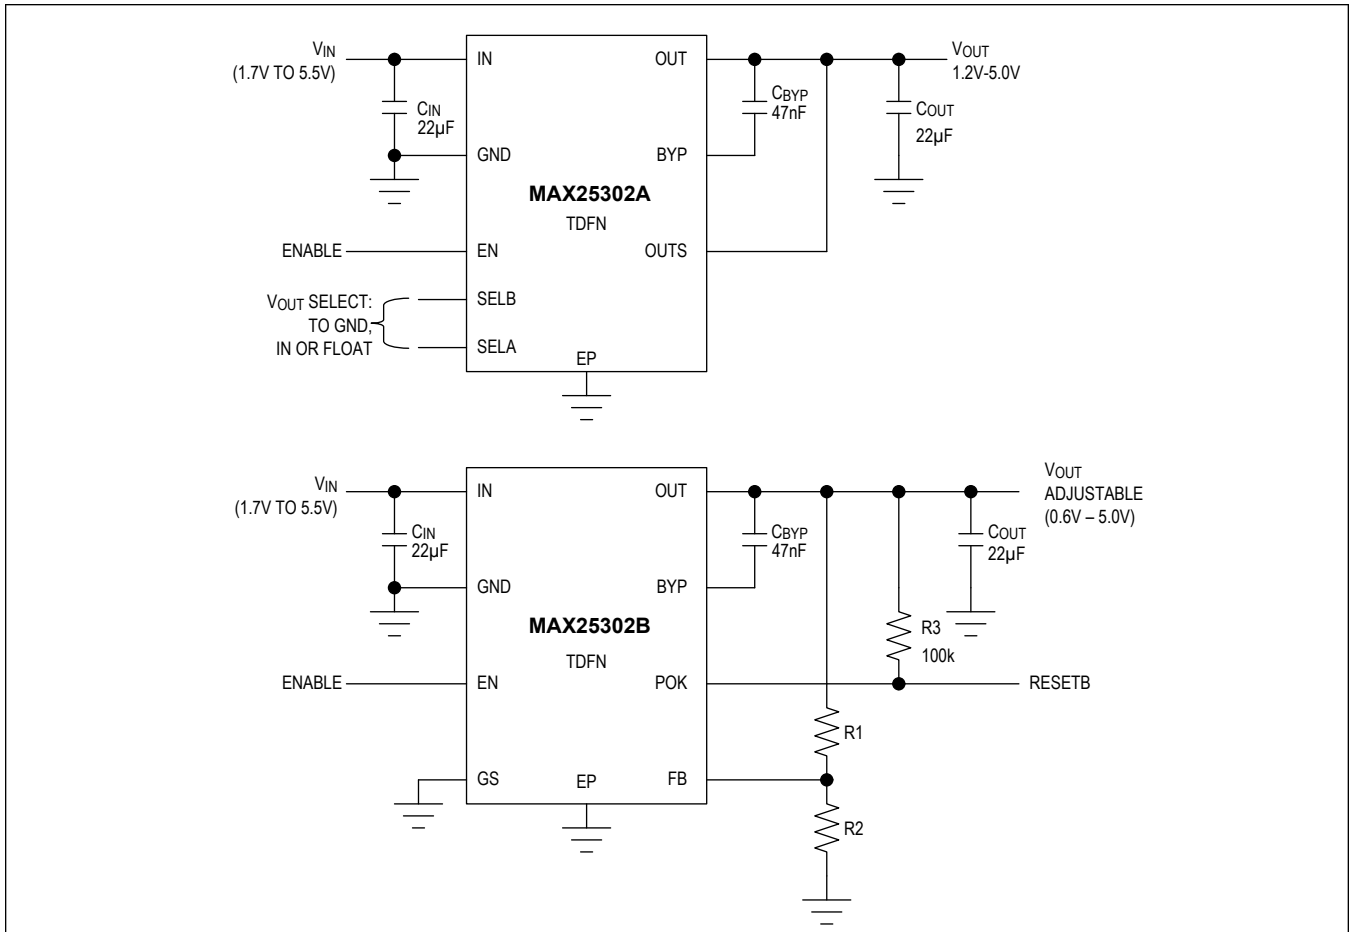 VIN
(1.7V TO 5.5V)
CIN
22µF
IN
OUT
GND
BYP
MAX25302A
TDFN
CBYP
47nF
COUT
22µF
VOUT
1.2V-5.0V
ENABLE
EN
OUTS
VOUT SELECT:
TO GND,
IN OR FLOAT
SELB
SELA
EP
VIN
(1.7V TO 5.5V)
CIN
22µF
IN
OUT
GND
BYP
MAX25302B
TDFN
CBYP
47nF
COUT
22µF
VOUT
ADJUSTABLE
(0.6V – 5.0V)
R3
100k
ENABLE
EN
POK
RESETB
R1
GS
EP
FB
R2